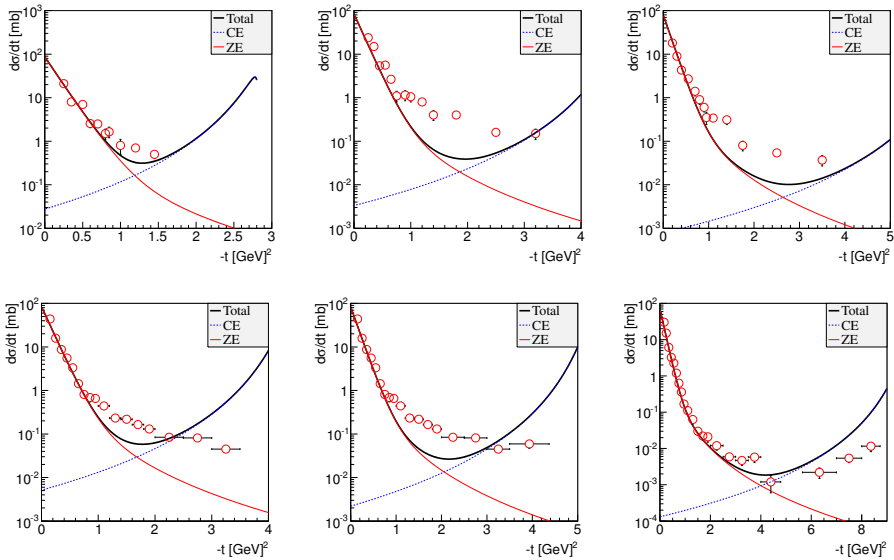 dσ/dt [mb]
10³
10²
10
1
10⁻¹
10⁻²
0 0.5 1 1.5 2 2.5 3
-t [GeV]²
Total
CE
ZE
dσ/dt [mb]
10²
10
1
10⁻¹
10⁻²
10⁻³
0 1 2 3 4
-t [GeV]²
Total
CE
ZE
dσ/dt [mb]
10²
10
1
10⁻¹
10⁻²
10⁻³
0 1 2 3 4 5
-t [GeV]²
Total
CE
ZE
dσ/dt [mb]
10²
10
1
10⁻¹
10⁻²
10⁻³
0 1 2 3 4
-t [GeV]²
Total
CE
ZE
dσ/dt [mb]
10²
10
1
10⁻¹
10⁻²
10⁻³
0 1 2 3 4 5
-t [GeV]²
Total
CE
ZE
dσ/dt [mb]
10²
10
1
10⁻¹
10⁻²
10⁻³
10⁻⁴
0 2 4 6 8
-t [GeV]²
Total
CE
ZE